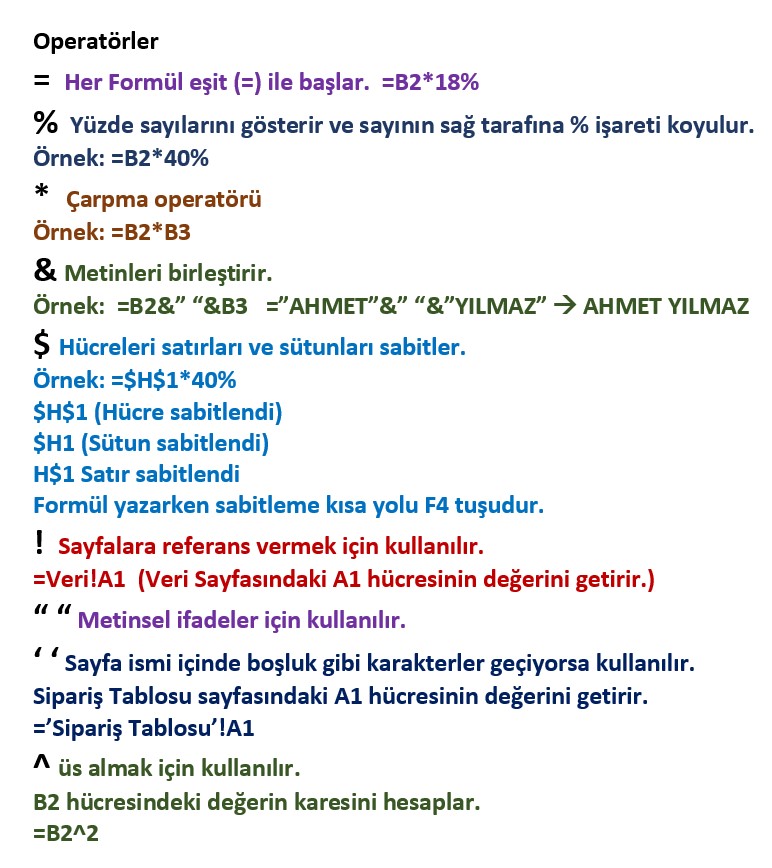 Operatörler
= Her Formül eşit (=) ile başlar. =B2*18%
% Yüzde sayılarını gösterir ve sayının sağ tarafına % işareti koyulur.
Örnek: =B2*40%
* Çarpma operatörü
Örnek: =B2*B3
& Metinleri birleştirir.
Örnek: =B2&” “&B3 =”AHMET”&” “&”YILMAZ” → AHMET YILMAZ
$ Hücreleri satırları ve sütunları sabitler.
Örnek: =$H$1*40%
$H$1 (Hücre sabitlendi)
$H1 (Sütun sabitlendi)
H$1 Satır sabitlendi
Formül yazarken sabitleme kısa yolu F4 tuşudur.
! Sayfalara referans vermek için kullanılır.
=Veri!A1 (Veri Sayfasındaki A1 hücresinin değerini getirir.)
“ “ Metinsel ifadeler için kullanılır.
‘ ‘ Sayfa ismi içinde boşluk gibi karakterler geçiyorsa kullanılır.
Sipariş Tablosu sayfasındaki A1 hücresinin değerini getirir.
=’Sipariş Tablosu’!A1
^ üs almak için kullanılır.
B2 hücresindeki değerin karesini hesaplar.
=B2^2